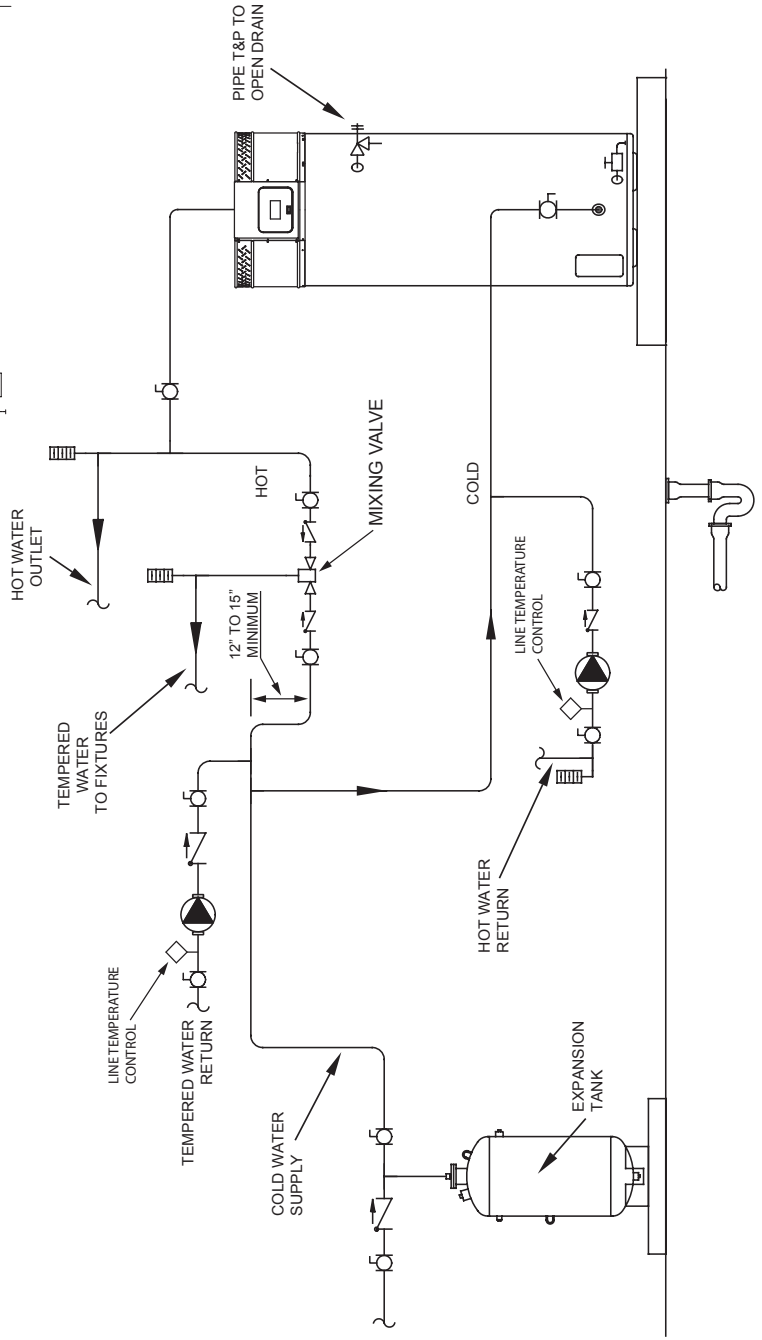 PIPE T&P TO
OPEN DRAIN
HOT WATER
OUTLET
HOT
MIXING VALVE
12" TO 15"
MINIMUM
TEMPERED
WATER
TO FIXTURES
COLD
LINE TEMPERATURE
CONTROL
HOT WATER
RETURN
LINE TEMPERATURE
CONTROL
TEMPERED WATER
RETURN
COLD WATER
SUPPLY
EXPANSION
TANK